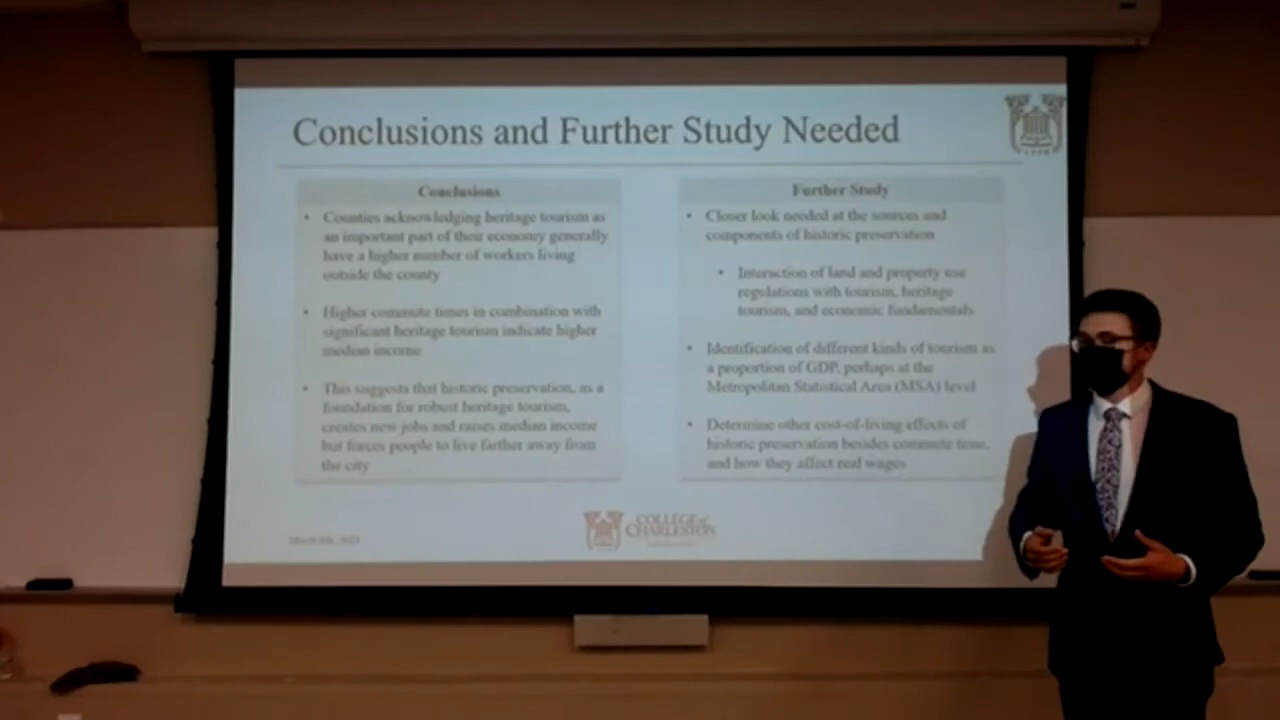 Conclusions and Further Study Needed
Conclusions
• Counties acknowledging heritage tourism as
an important part of their economy generally
have a higher number of workers living
outside the county
• Higher commute times in combination with
significant heritage tourism indicate higher
median income
• This suggests that historic preservation, as a
foundation for robust heritage tourism,
creates new jobs and raises median income
but forces people to live farther away from
the city
Further Study
• Closer look needed at the sources and
components of historic preservation
• Interaction of land and property use
regulations with tourism, heritage
tourism, and economic fundamentals
• Identification of different kinds of tourism as
a proportion of GDP, perhaps at the
Metropolitan Statistical Area (MSA) level
• Determine other cost-of-living effects of
historic preservation besides commute time,
and how they affect real wages
COLLEGE of
CHARLESTON